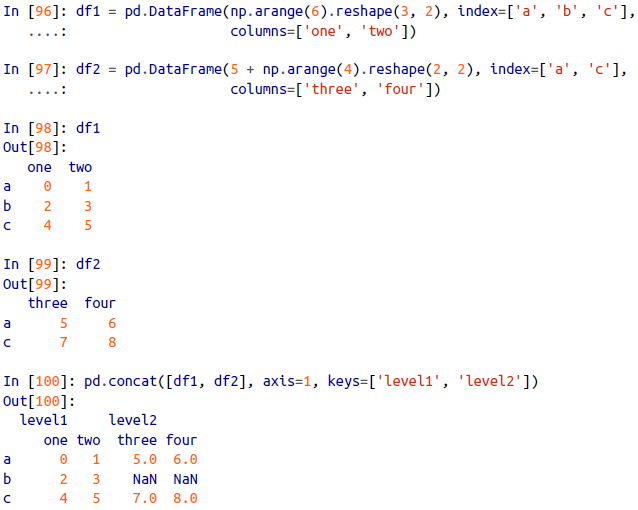 In [96]: df1 = pd.DataFrame(np.arange(6).reshape(3, 2), index=['a', 'b', 'c'],
   ....:                    columns=['one', 'two'])

In [97]: df2 = pd.DataFrame(5 + np.arange(4).reshape(2, 2), index=['a', 'c'],
   ....:                    columns=['three', 'four'])

In [98]: df1
Out[98]:
   one  two
a    0    1
b    2    3
c    4    5

In [99]: df2
Out[99]:
   three  four
a      5     6
c      7     8

In [100]: pd.concat([df1, df2], axis=1, keys=['level1', 'level2'])
Out[100]:
  level1     level2
     one two  three four
a      0   1    5.0  6.0
b      2   3    NaN  NaN
c      4   5    7.0  8.0